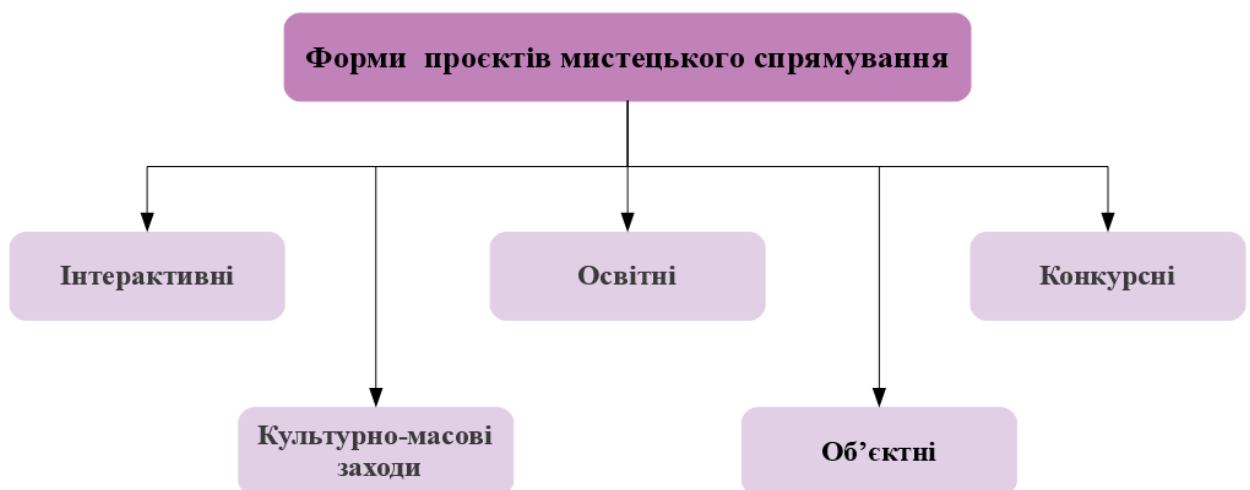 Форми проєктів мистецького спрямування
Інтерактивні
Освітні
Конкурсні
Культурно-масові
заходи
Об’єктні